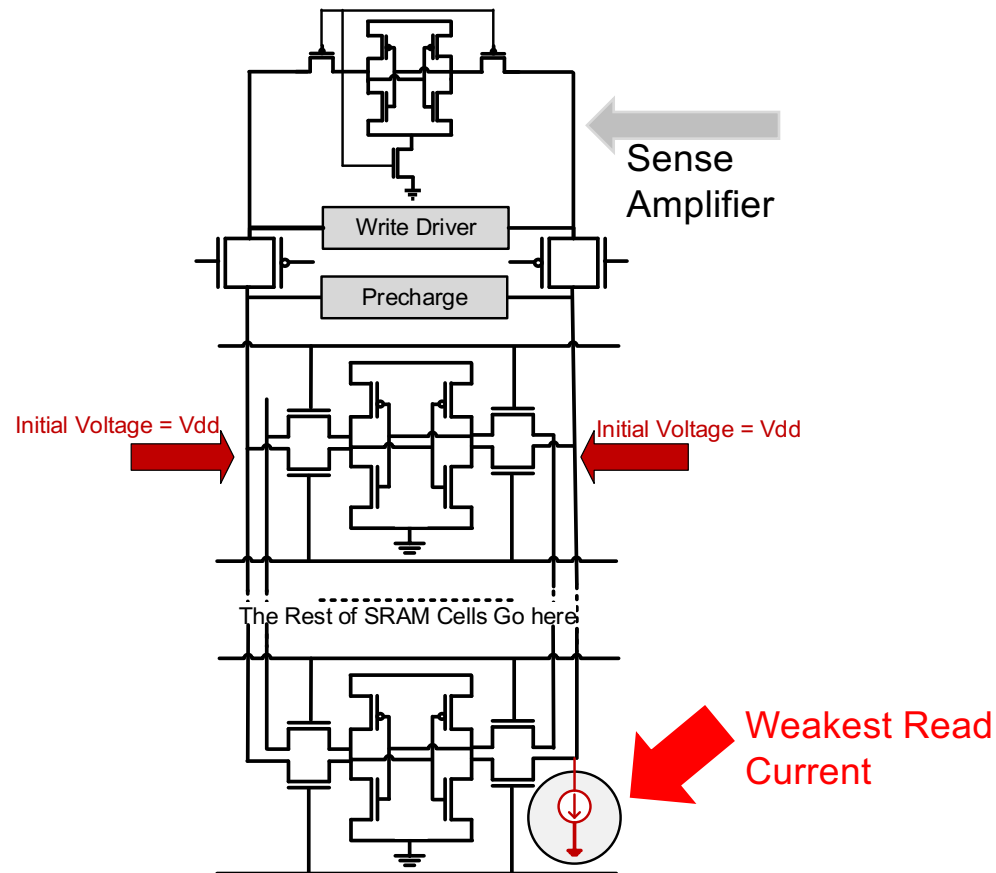 Sense
Amplifier
Write Driver
Precharge
Initial Voltage = Vdd
Initial Voltage = Vdd
The Rest of SRAM Cells Go here
Weakest Read
Current